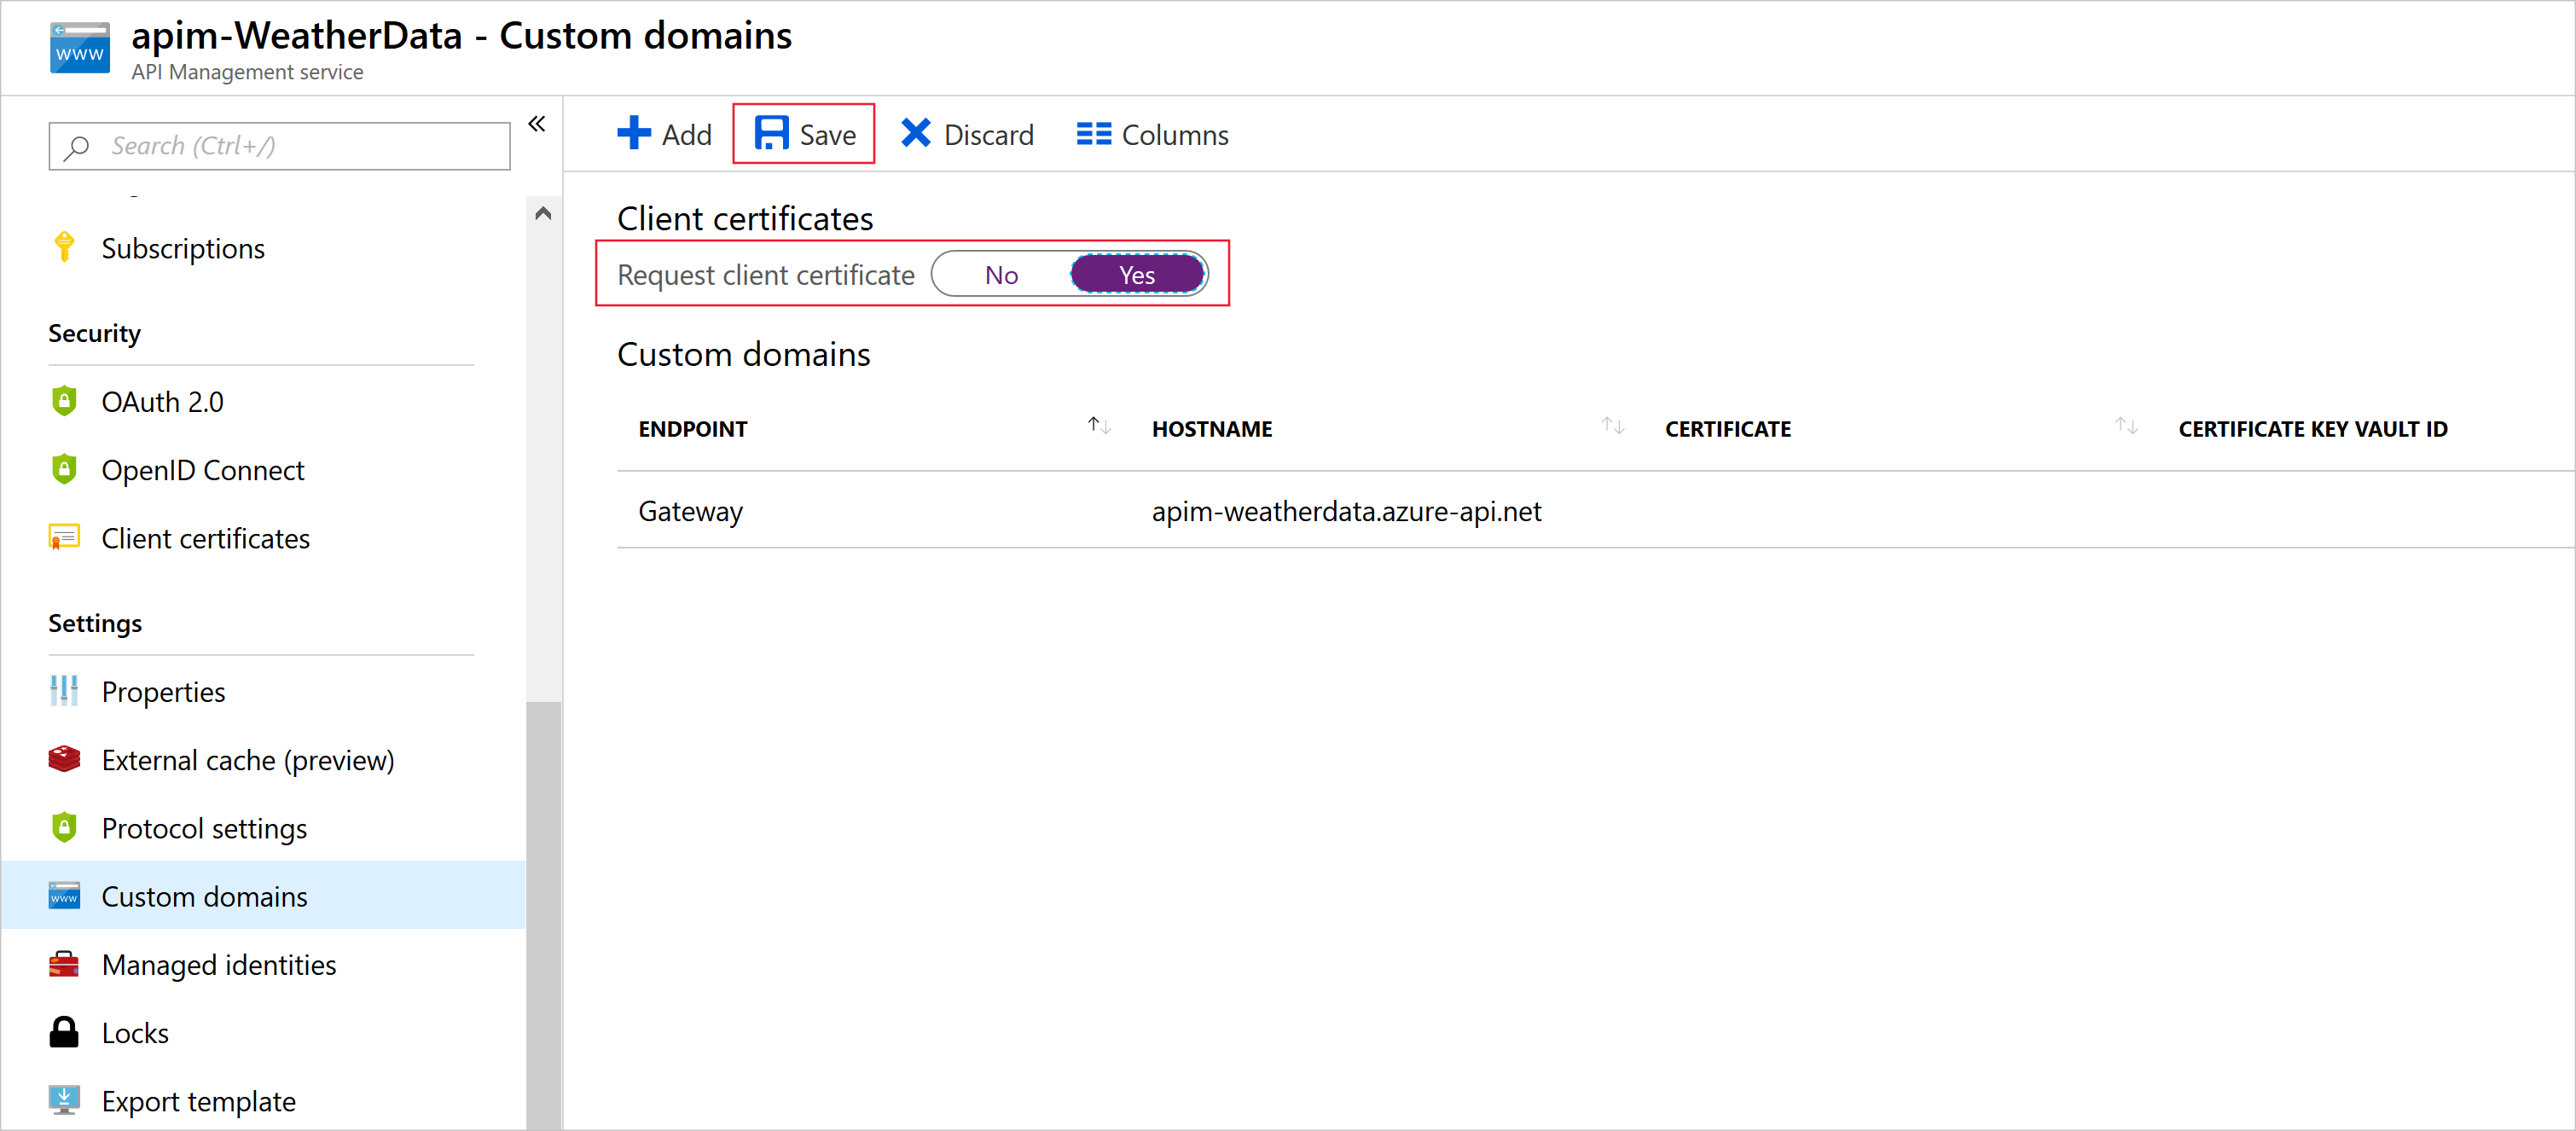 apim-WeatherData - Custom domains
API Management service
Search (Ctrl+/)
Subscriptions
Security
OAuth 2.0
OpenID Connect
Client certificates
Settings
Properties
External cache (preview)
Protocol settings
Custom domains
Managed identities
Locks
Export template
Add Save Discard Columns
Client certificates
Request client certificate No Yes
Custom domains
ENDPOINT HOSTNAME CERTIFICATE CERTIFICATE KEY VAULT ID
Gateway apim-weatherdata.azure-api.net